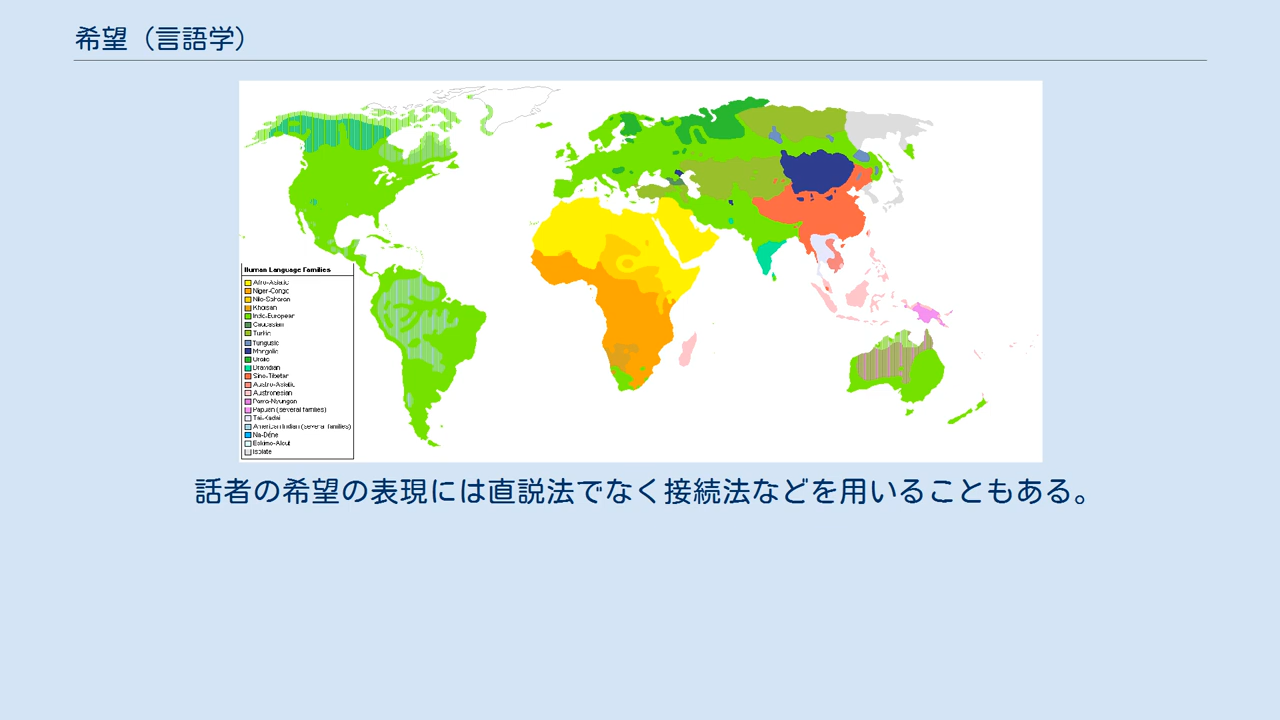 希望（言語学）
Human Language Families
Afro-Asiatic
Niger-Congo
Nilo-Saharan
Khoisan
Indo-European
Caucasian
Turkic
Tungusic
Mongolic
Uralic
Dravidian
Sino-Tibetan
Austro-Asiatic
Austronesian
Pama-Nyungan
Papuan (several families)
Tai-Kadai
American Indian (several families)
Na-Dené
Eskimo-Aleut
Isolate
話者の希望の表現には直説法でなく接続法などを用いることもある。